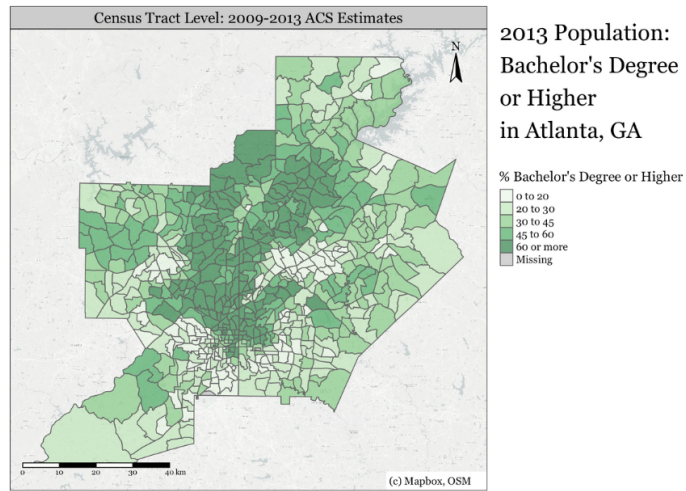 Census Tract Level: 2009-2013 ACS Estimates
N
2013 Population:
Bachelor's Degree
or Higher
in Atlanta, GA
% Bachelor's Degree or Higher
0 to 20
20 to 30
30 to 45
45 to 60
60 or more
Missing
0 10 20 30 40 km
(c) Mapbox, OSM